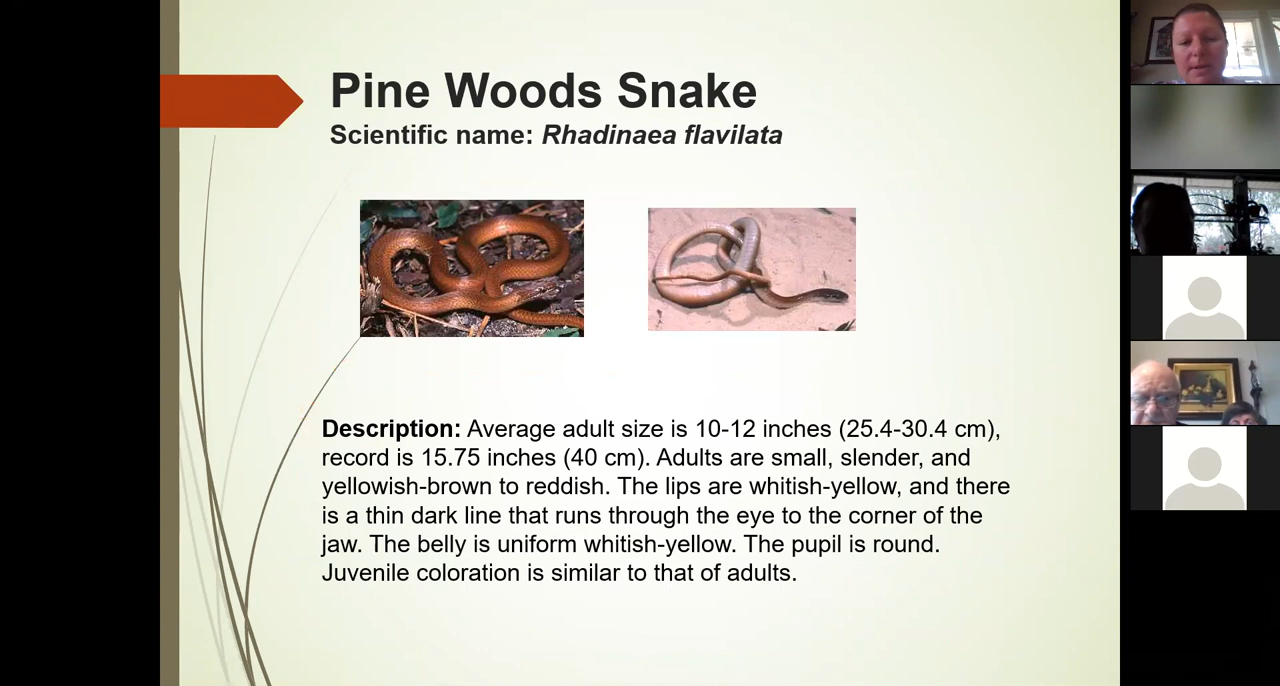 Pine Woods Snake
Scientific name: Rhadinaea flavilata
Description: Average adult size is 10-12 inches (25.4-30.4 cm),
record is 15.75 inches (40 cm). Adults are small, slender, and
yellowish-brown to reddish. The lips are whitish-yellow, and there
is a thin dark line that runs through the eye to the corner of the
jaw. The belly is uniform whitish-yellow. The pupil is round.
Juvenile coloration is similar to that of adults.